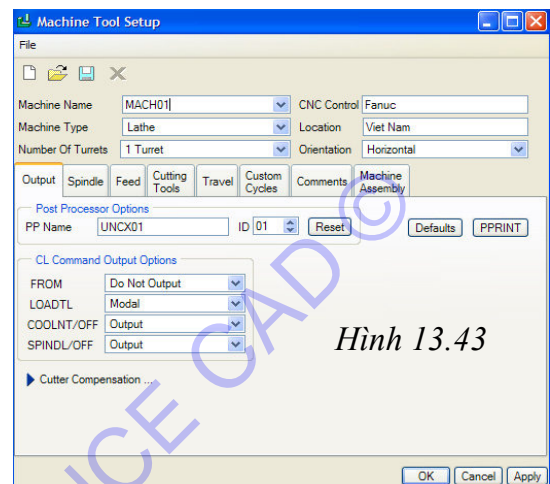 Machine Tool Setup
File
Machine Name MACH01 CNC Control Fanuc
Machine Type Lathe Location Viet Nam
Number Of Turrets 1 Turret Orientation Horizontal
Output Spindle Feed Cutting Tools Travel Custom Cycles Comments Machine Assembly
Post Processor Options
PP Name UNCX01 ID 01 Reset Defaults PPRINT
CL Command Output Options
FROM Do Not Output
LOADTL Modal
COOLNT/OFF Output
SPINDL/OFF Output
Hình 13.43
Cutter Compensation ...
OK Cancel Apply
NCE CAD ©